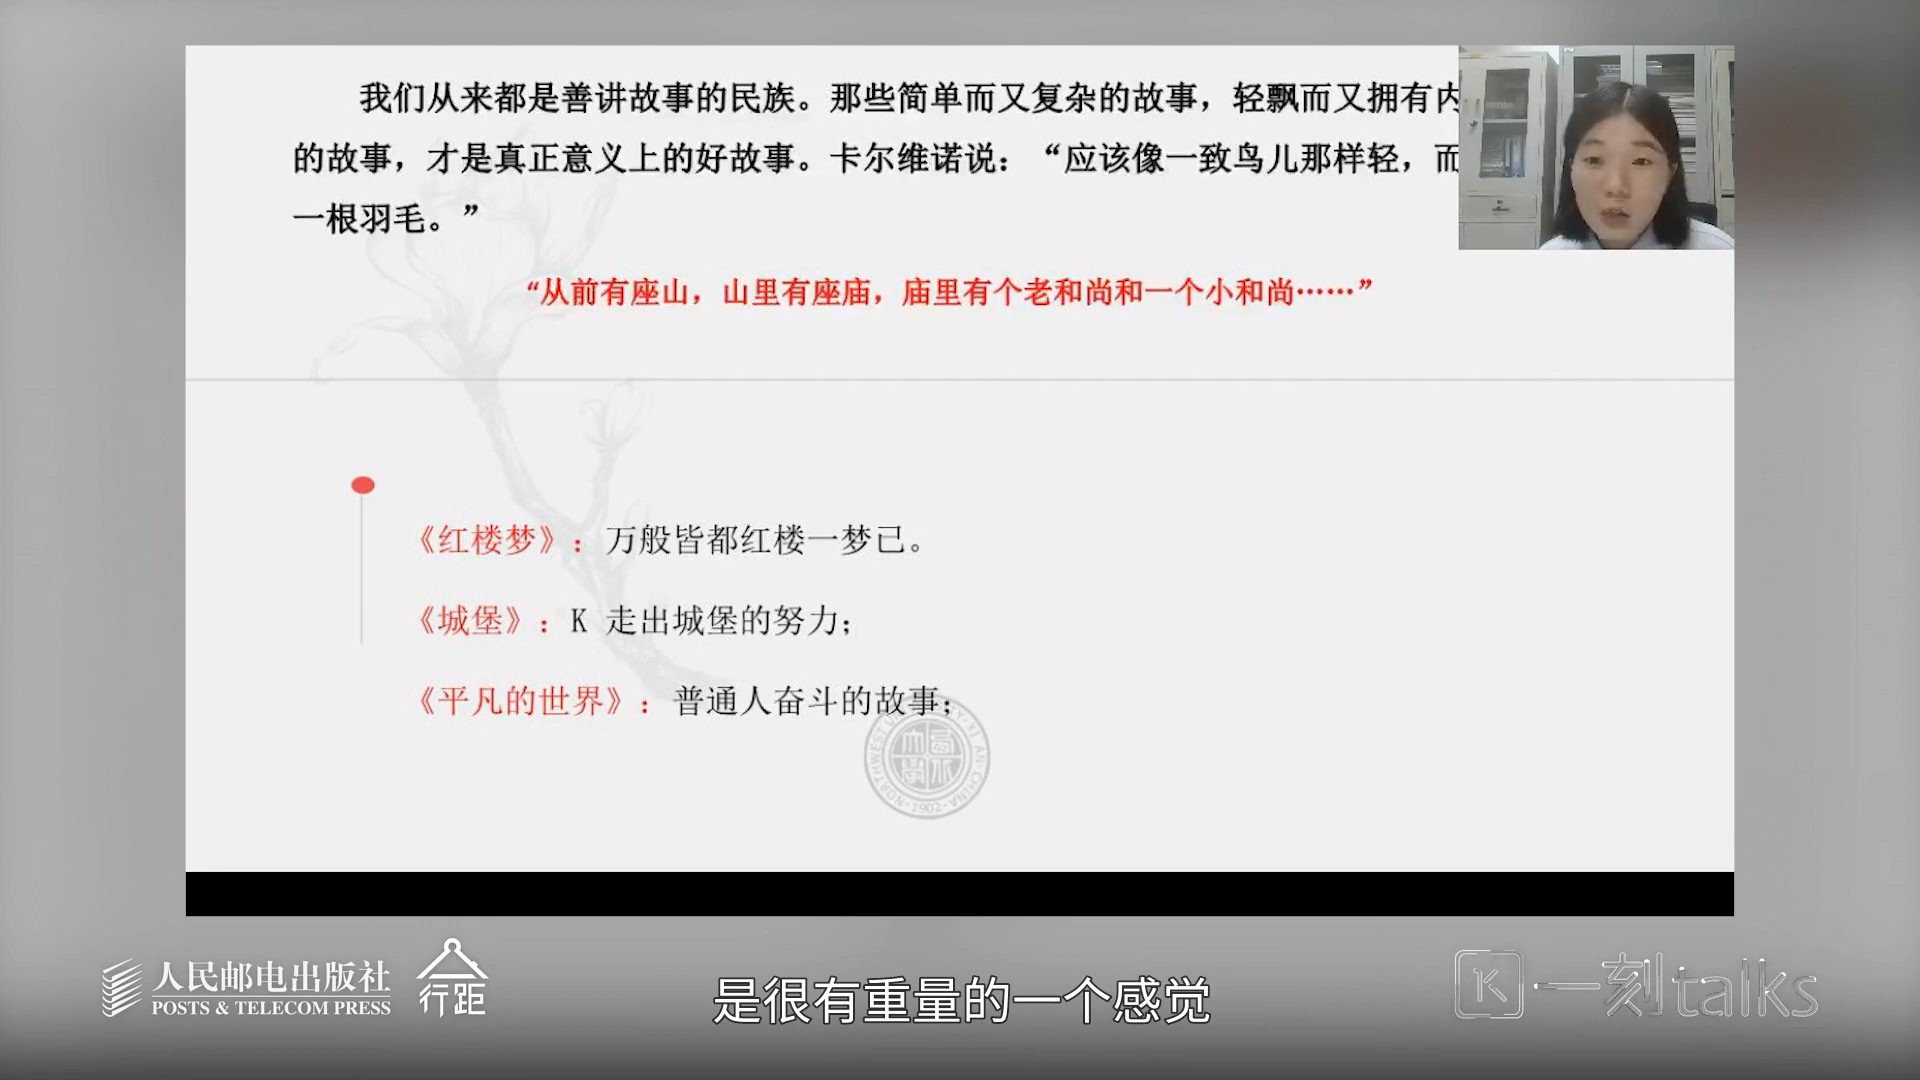 我们从来都是善讲故事的民族。那些简单而又复杂的故事，轻飘而又拥有内
的故事，才是真正意义上的好故事。卡尔维诺说：“应该像一致鸟儿那样轻，而
一根羽毛。”
“从前有座山，山里有座庙，庙里有个老和尚和一个小和尚……”
《红楼梦》：万般皆都红楼一梦已。
《城堡》：K 走出城堡的努力；
《平凡的世界》：普通人奋斗的故事；
NORTHWEST UNIVERSITY·XI'AN·CHINA
·1902·
人民邮电出版社
POSTS & TELECOM PRESS
行距
是很有重量的一个感觉
K 一刻talks